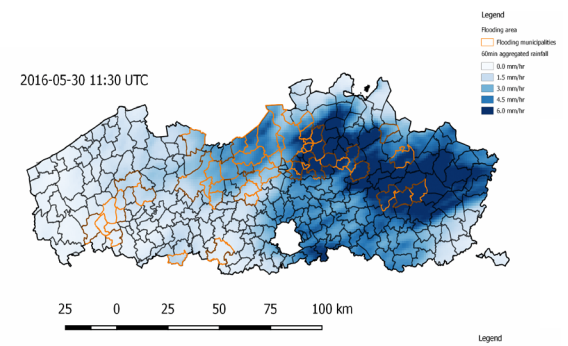 Legend
Flooding area
Flooding municipalities
60min aggregated rainfall
0.0 mm/hr
1.5 mm/hr
3.0 mm/hr
4.5 mm/hr
6.0 mm/hr
2016-05-30 11:30 UTC
25 0 25 50 75 100 km
Legend